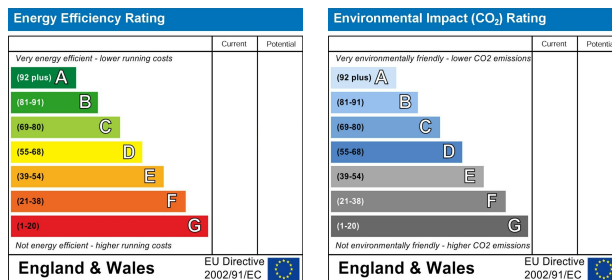 Energy Efficiency Rating
Current Potential
Very energy efficient - lower running costs
(92 plus) A
(81-91) B
(69-80) C
(55-68) D
(39-54) E
(21-38) F
(1-20) G
Not energy efficient - higher running costs
England & Wales
EU Directive
2002/91/EC
Environmental Impact (CO₂) Rating
Current Potential
Very environmentally friendly - lower CO2 emissions
(92 plus) A
(81-91) B
(69-80) C
(55-68) D
(39-54) E
(21-38) F
(1-20) G
Not environmentally friendly - higher CO2 emissions
England & Wales
EU Directive
2002/91/EC